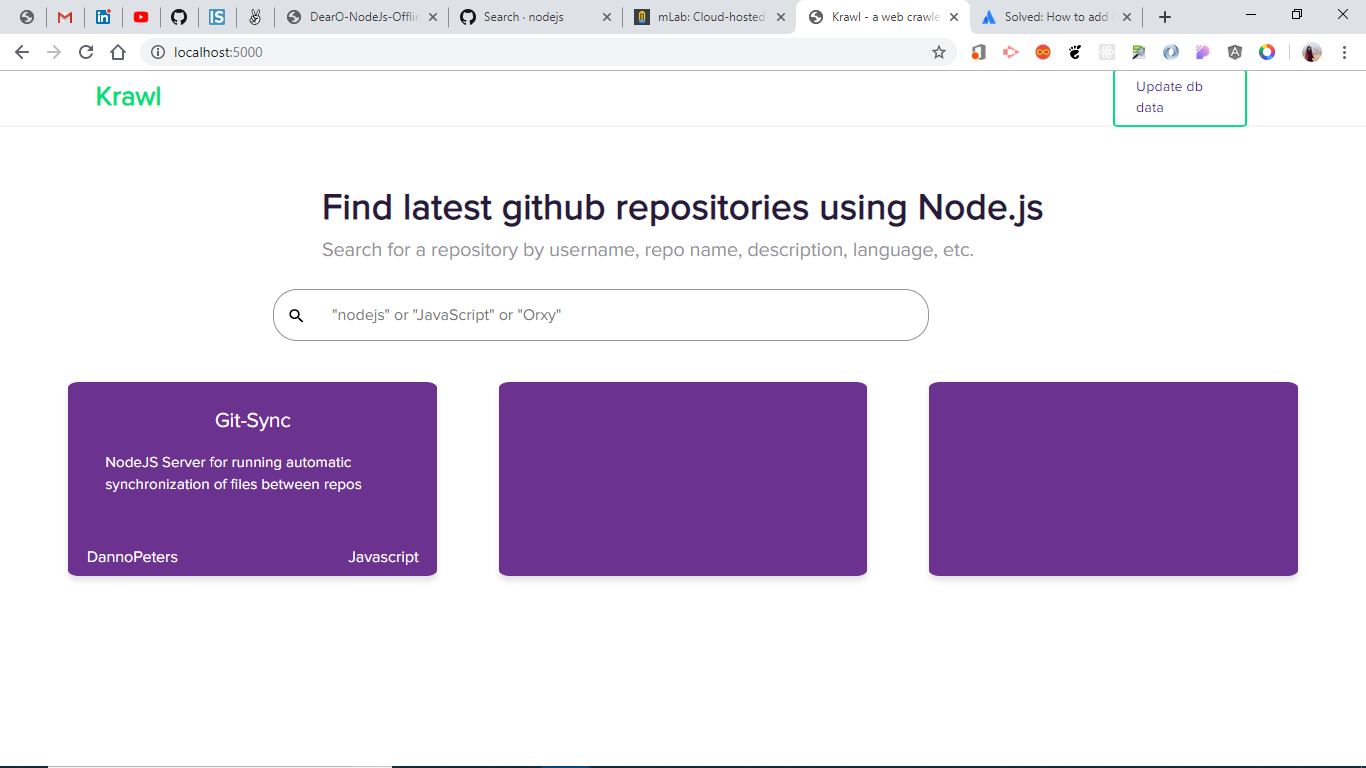 DearO-NodeJs-Offlin
Search · nodejs
mLab: Cloud-hosted
Krawl - a web crawle
Solved: How to add
localhost:5000
Krawl
Update db
data
Find latest github repositories using Node.js
Search for a repository by username, repo name, description, language, etc.
"nodejs" or "JavaScript" or "Orxy"
Git-Sync
NodeJS Server for running automatic
synchronization of files between repos
DannoPeters
Javascript